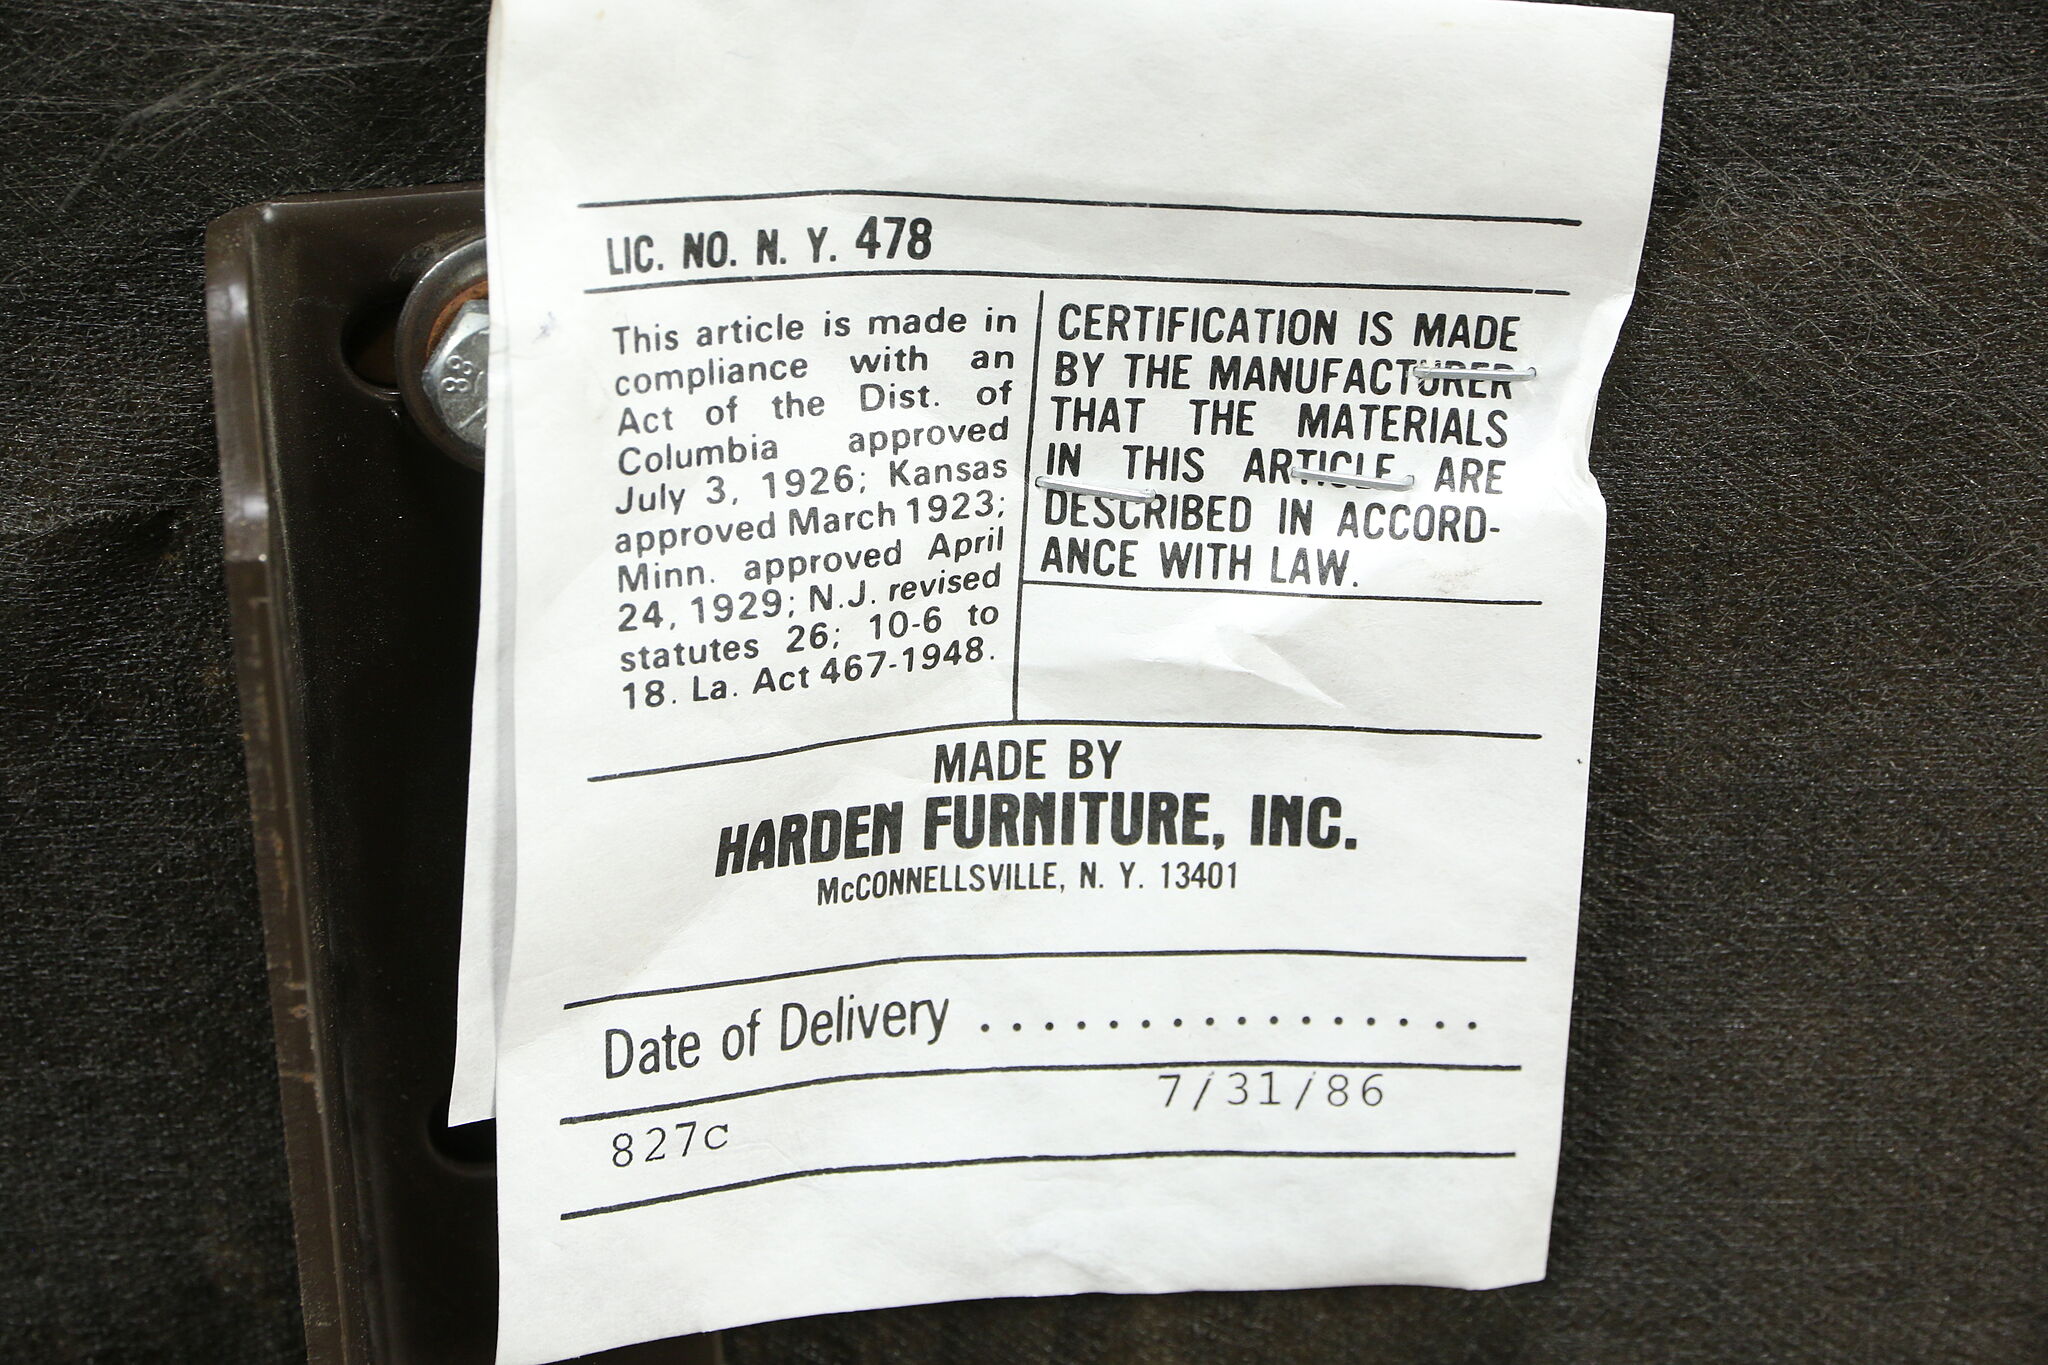 LIC. NO. N. Y. 478
This article is made in
compliance with an
Act of the Dist. of
Columbia approved
July 3, 1926; Kansas
approved March 1923;
Minn. approved April
24, 1929; N.J. revised
statutes 26; 10-6 to
18. La. Act 467-1948.
CERTIFICATION IS MADE
BY THE MANUFACTURER
THAT THE MATERIALS
IN THIS ARTICLE ARE
DESCRIBED IN ACCORD-
ANCE WITH LAW.
MADE BY
HARDEN FURNITURE, INC.
McCONNELLSVILLE, N. Y. 13401
Date of Delivery .................
7/31/86
827c
88